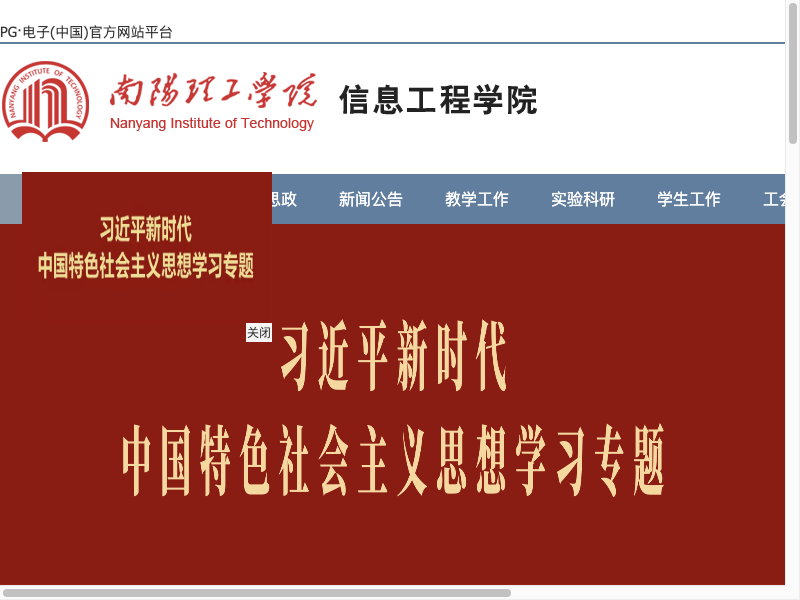 PG·电子(中国)官方网站平台
NANYANG INSTITUTE OF TECHNOLOGY
南陽理工学院
Nanyang Institute of Technology
信息工程学院
思政 新闻公告 教学工作 实验科研 学生工作 工会
习近平新时代
中国特色社会主义思想学习专题
关闭
习近平新时代
中国特色社会主义思想学习专题